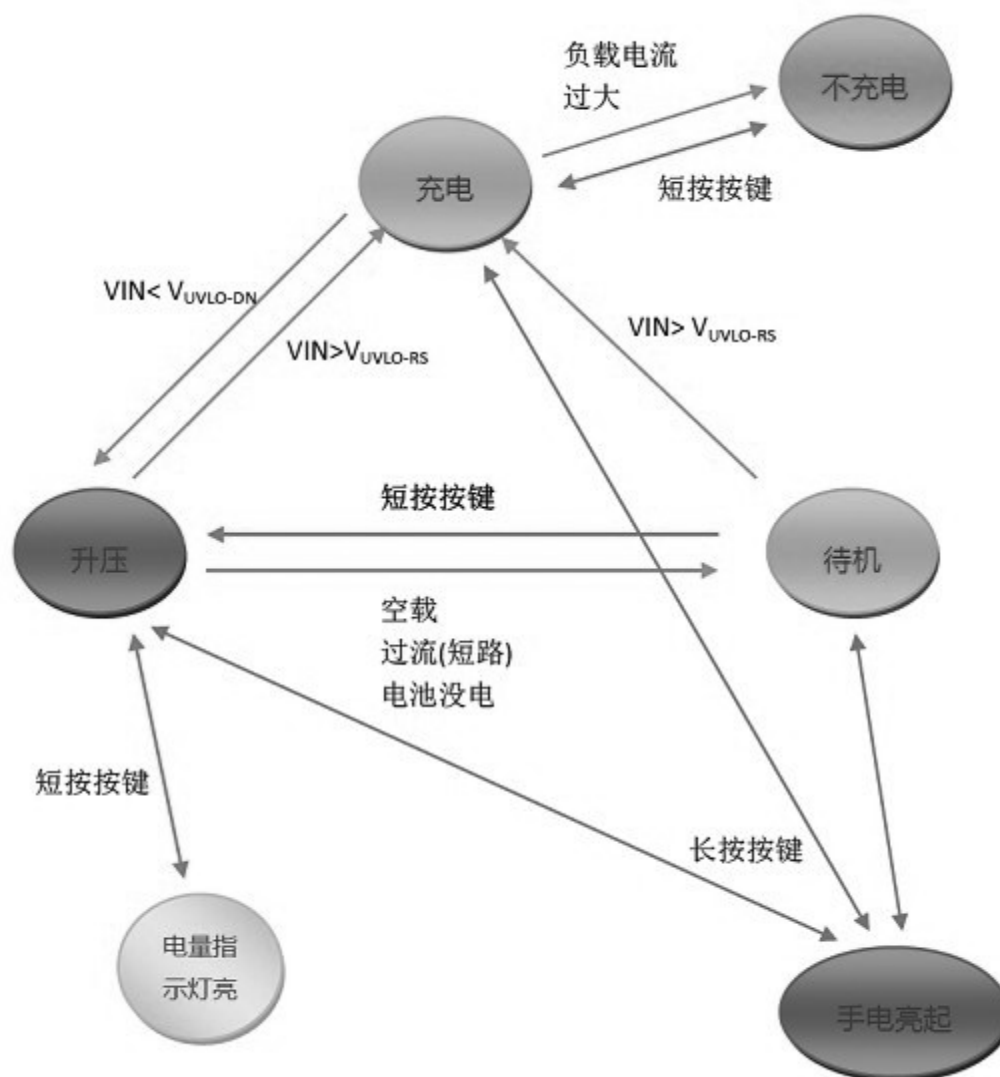 负载电流
过大
不充电
充电
短按按键
VIN< VUVLO-DN
VIN>VUVLO-RS
VIN> VUVLO-RS
短按按键
升压
待机
空载
过流(短路)
电池没电
短按按键
长按按键
电量指
示灯亮
手电亮起